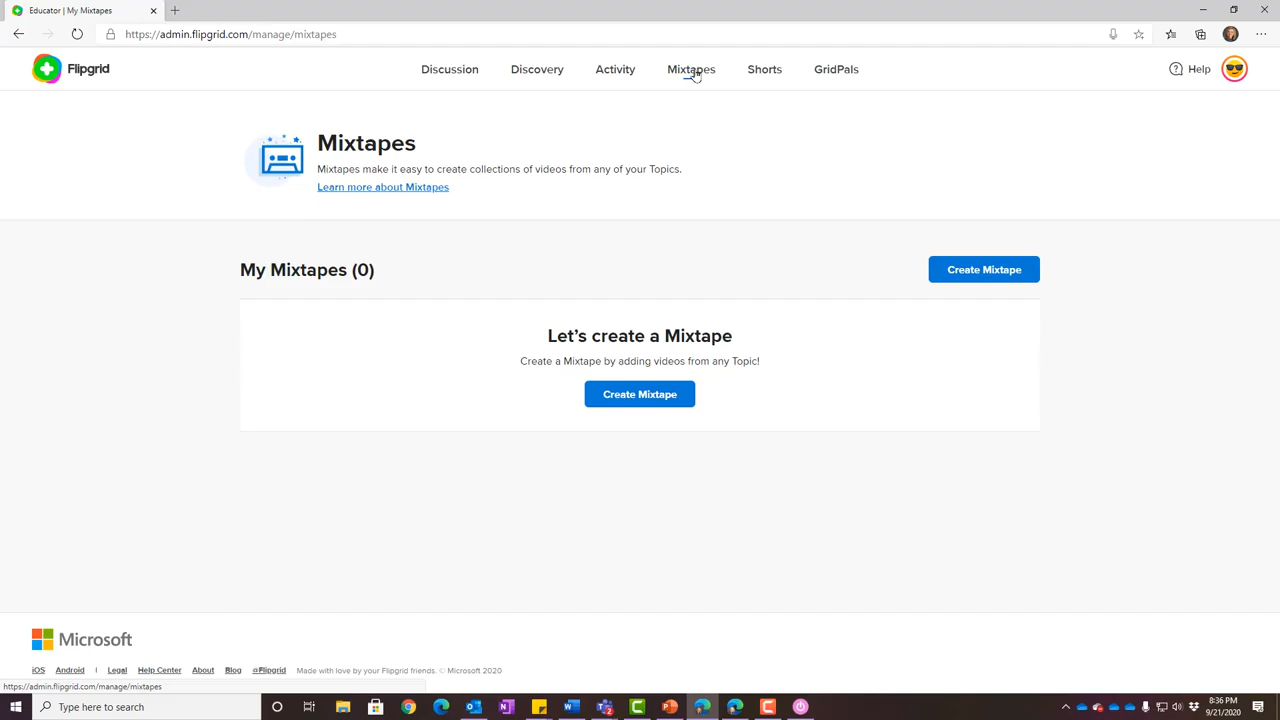 Educator | My Mixtapes
https://admin.flipgrid.com/manage/mixtapes
Flipgrid
Discussion
Discovery
Activity
Mixtapes
Shorts
GridPals
Help
Mixtapes
Mixtapes make it easy to create collections of videos from any of your Topics.
Learn more about Mixtapes
My Mixtapes (0)
Create Mixtape
Let's create a Mixtape
Create a Mixtape by adding videos from any Topic!
Create Mixtape
Microsoft
iOS Android | Legal Help Center About Blog @Flipgrid Made with love by your Flipgrid friends. © Microsoft 2020
https://admin.flipgrid.com/manage/mixtapes
Type here to search
8:36 PM
9/21/2020